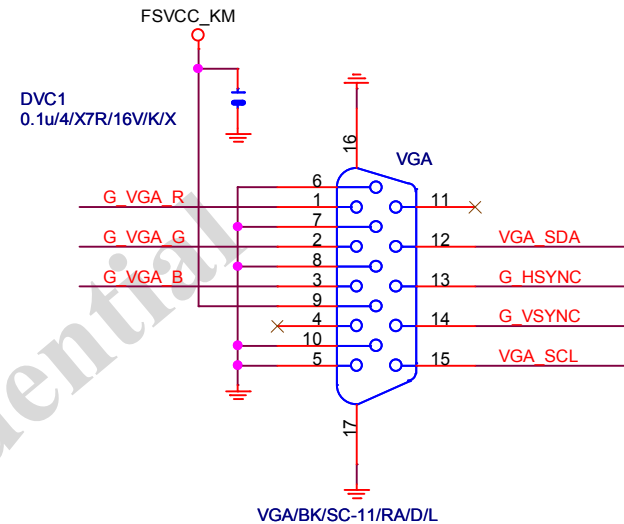 FSVCC_KM
DVC1
0.1u/4/X7R/16V/K/X
16
VGA
6
G_VGA_R 1 11
7
G_VGA_G 2 12 VGA_SDA
8
G_VGA_B 3 13 G_HSYNC
9
4 14 G_VSYNC
10
5 15 VGA_SCL
17
VGA/BK/SC-11/RA/D/L
ential